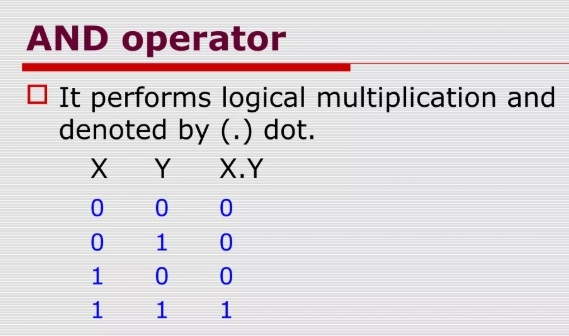 AND operator
It performs logical multiplication and
denoted by (.) dot.
X Y X.Y
0 0 0
0 1 0
1 0 0
1 1 1